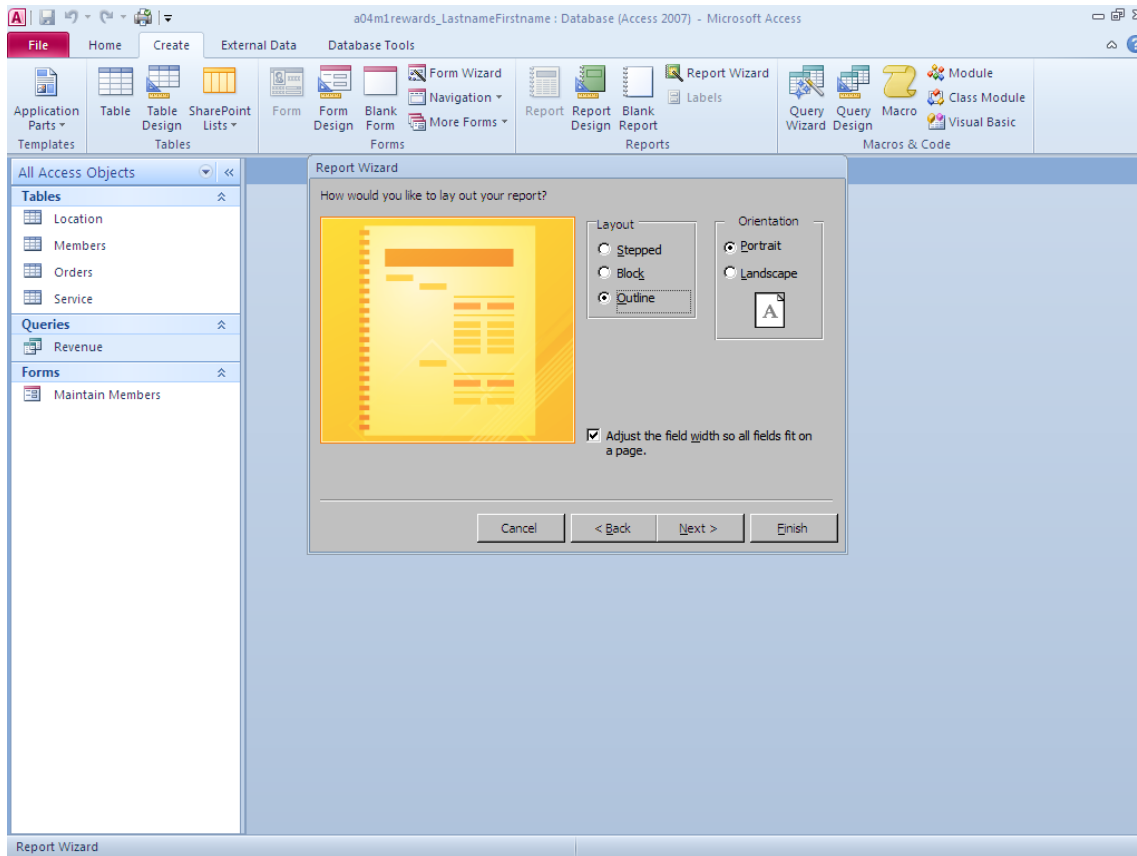 A a04m1rewards_LastnameFirstname : Database (Access 2007) - Microsoft Access
File Home Create External Data Database Tools
Application Parts
Table
Table Design
SharePoint Lists
Form
Form Design
Blank Form
Form Wizard
Navigation
More Forms
Report
Report Design
Blank Report
Report Wizard
Labels
Query Wizard
Query Design
Macro
Module
Class Module
Visual Basic
Templates Tables Forms Reports Macros & Code
All Access Objects «
Tables
Location
Members
Orders
Service
Queries
Revenue
Forms
Maintain Members
Report Wizard
How would you like to lay out your report?
Layout
Stepped
Block
Outline
Orientation
Portrait
Landscape
A
Adjust the field width so all fields fit on
a page.
Cancel < Back Next > Finish
Report Wizard